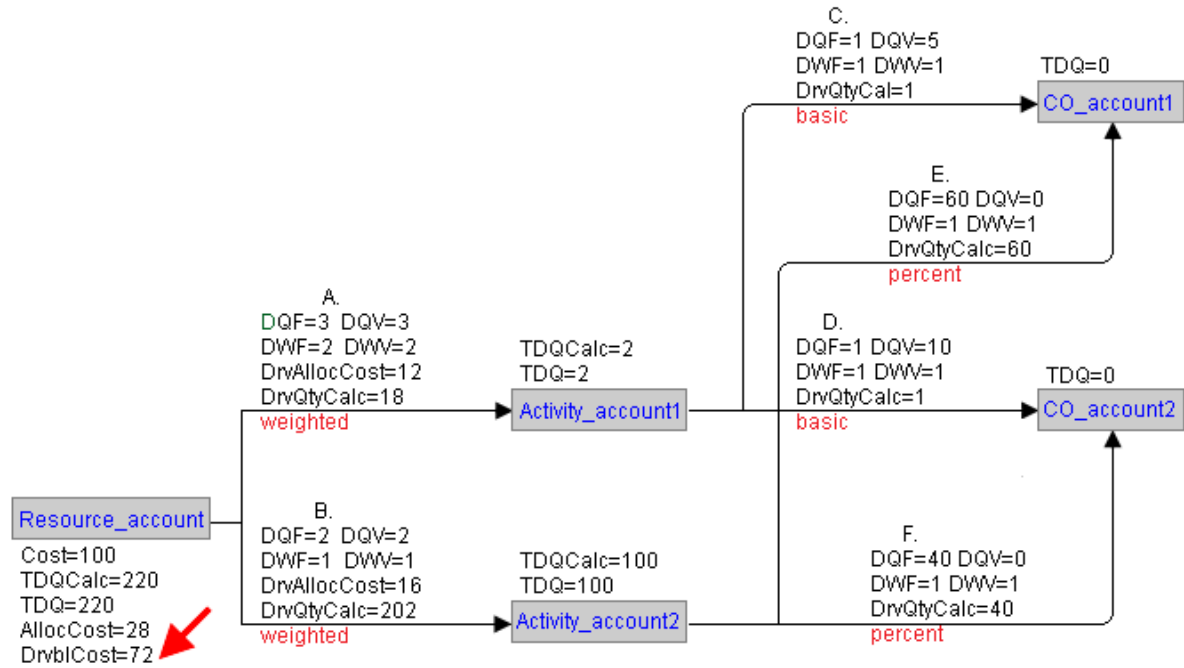 C.
DQF=1 DQV=5
DWF=1 DWV=1
DrvQtyCal=1
basic
TDQ=0
CO_account1
E.
DQF=60 DQV=0
DWF=1 DWV=1
DrvQtyCalc=60
percent
A.
DQF=3 DQV=3
DWF=2 DWV=2
DrvAllocCost=12
DrvQtyCalc=18
weighted
TDQCalc=2
TDQ=2
Activity_account1
D.
DQF=1 DQV=10
DWF=1 DWV=1
DrvQtyCalc=1
basic
TDQ=0
CO_account2
Resource_account
Cost=100
TDQCalc=220
TDQ=220
AllocCost=28
DrvblCost=72
B.
DQF=2 DQV=2
DWF=1 DWV=1
DrvAllocCost=16
DrvQtyCalc=202
weighted
TDQCalc=100
TDQ=100
Activity_account2
F.
DQF=40 DQV=0
DWF=1 DWV=1
DrvQtyCalc=40
percent